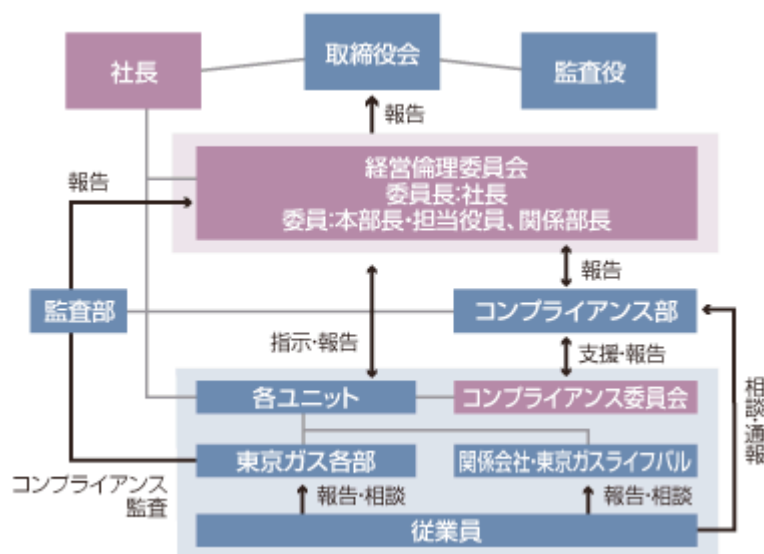 社長
取締役会
監査役
報告
経営倫理委員会
委員長:社長
委員:本部長・担当役員、関係部長
報告
報告
監査部
コンプライアンス部
指示・報告
支援・報告
各ユニット
コンプライアンス委員会
相談・通報
東京ガス各部
関係会社・東京ガスライフバル
コンプライアンス
監査
報告・相談
報告・相談
従業員